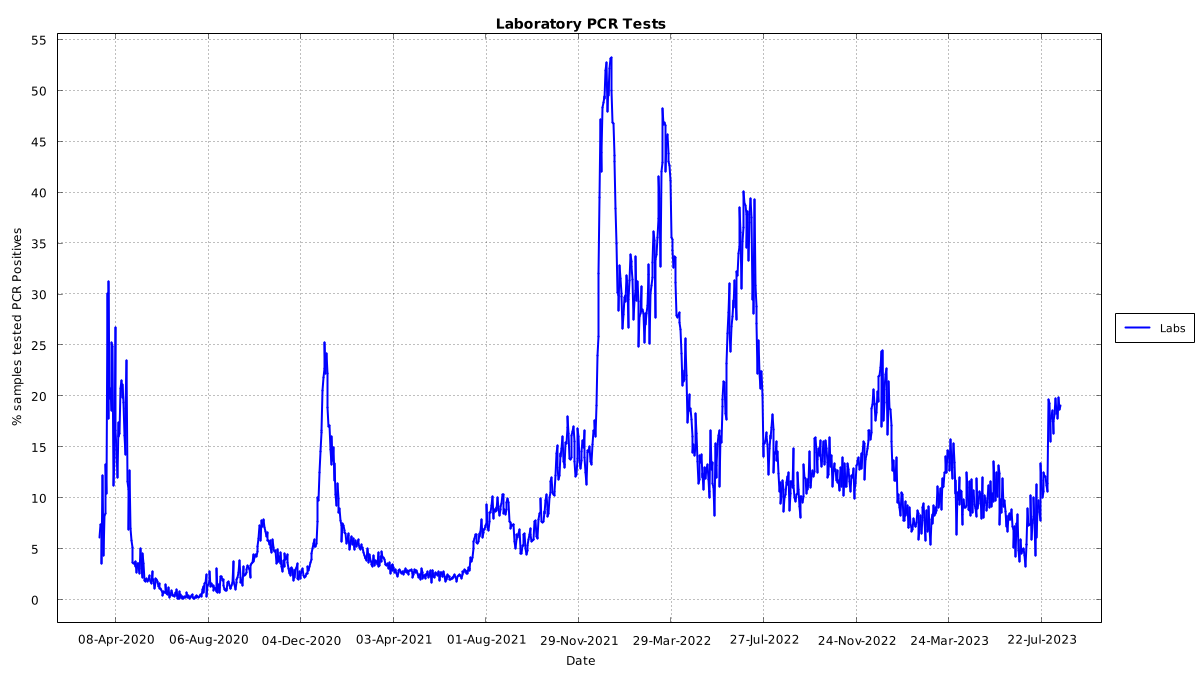 Laboratory PCR Tests
55
50
45
40
35
30
25
20
15
10
5
0
% samples tested PCR Positives
08-Apr-2020 06-Aug-2020 04-Dec-2020 03-Apr-2021 01-Aug-2021 29-Nov-2021 29-Mar-2022 27-Jul-2022 24-Nov-2022 24-Mar-2023 22-Jul-2023
Date
Labs